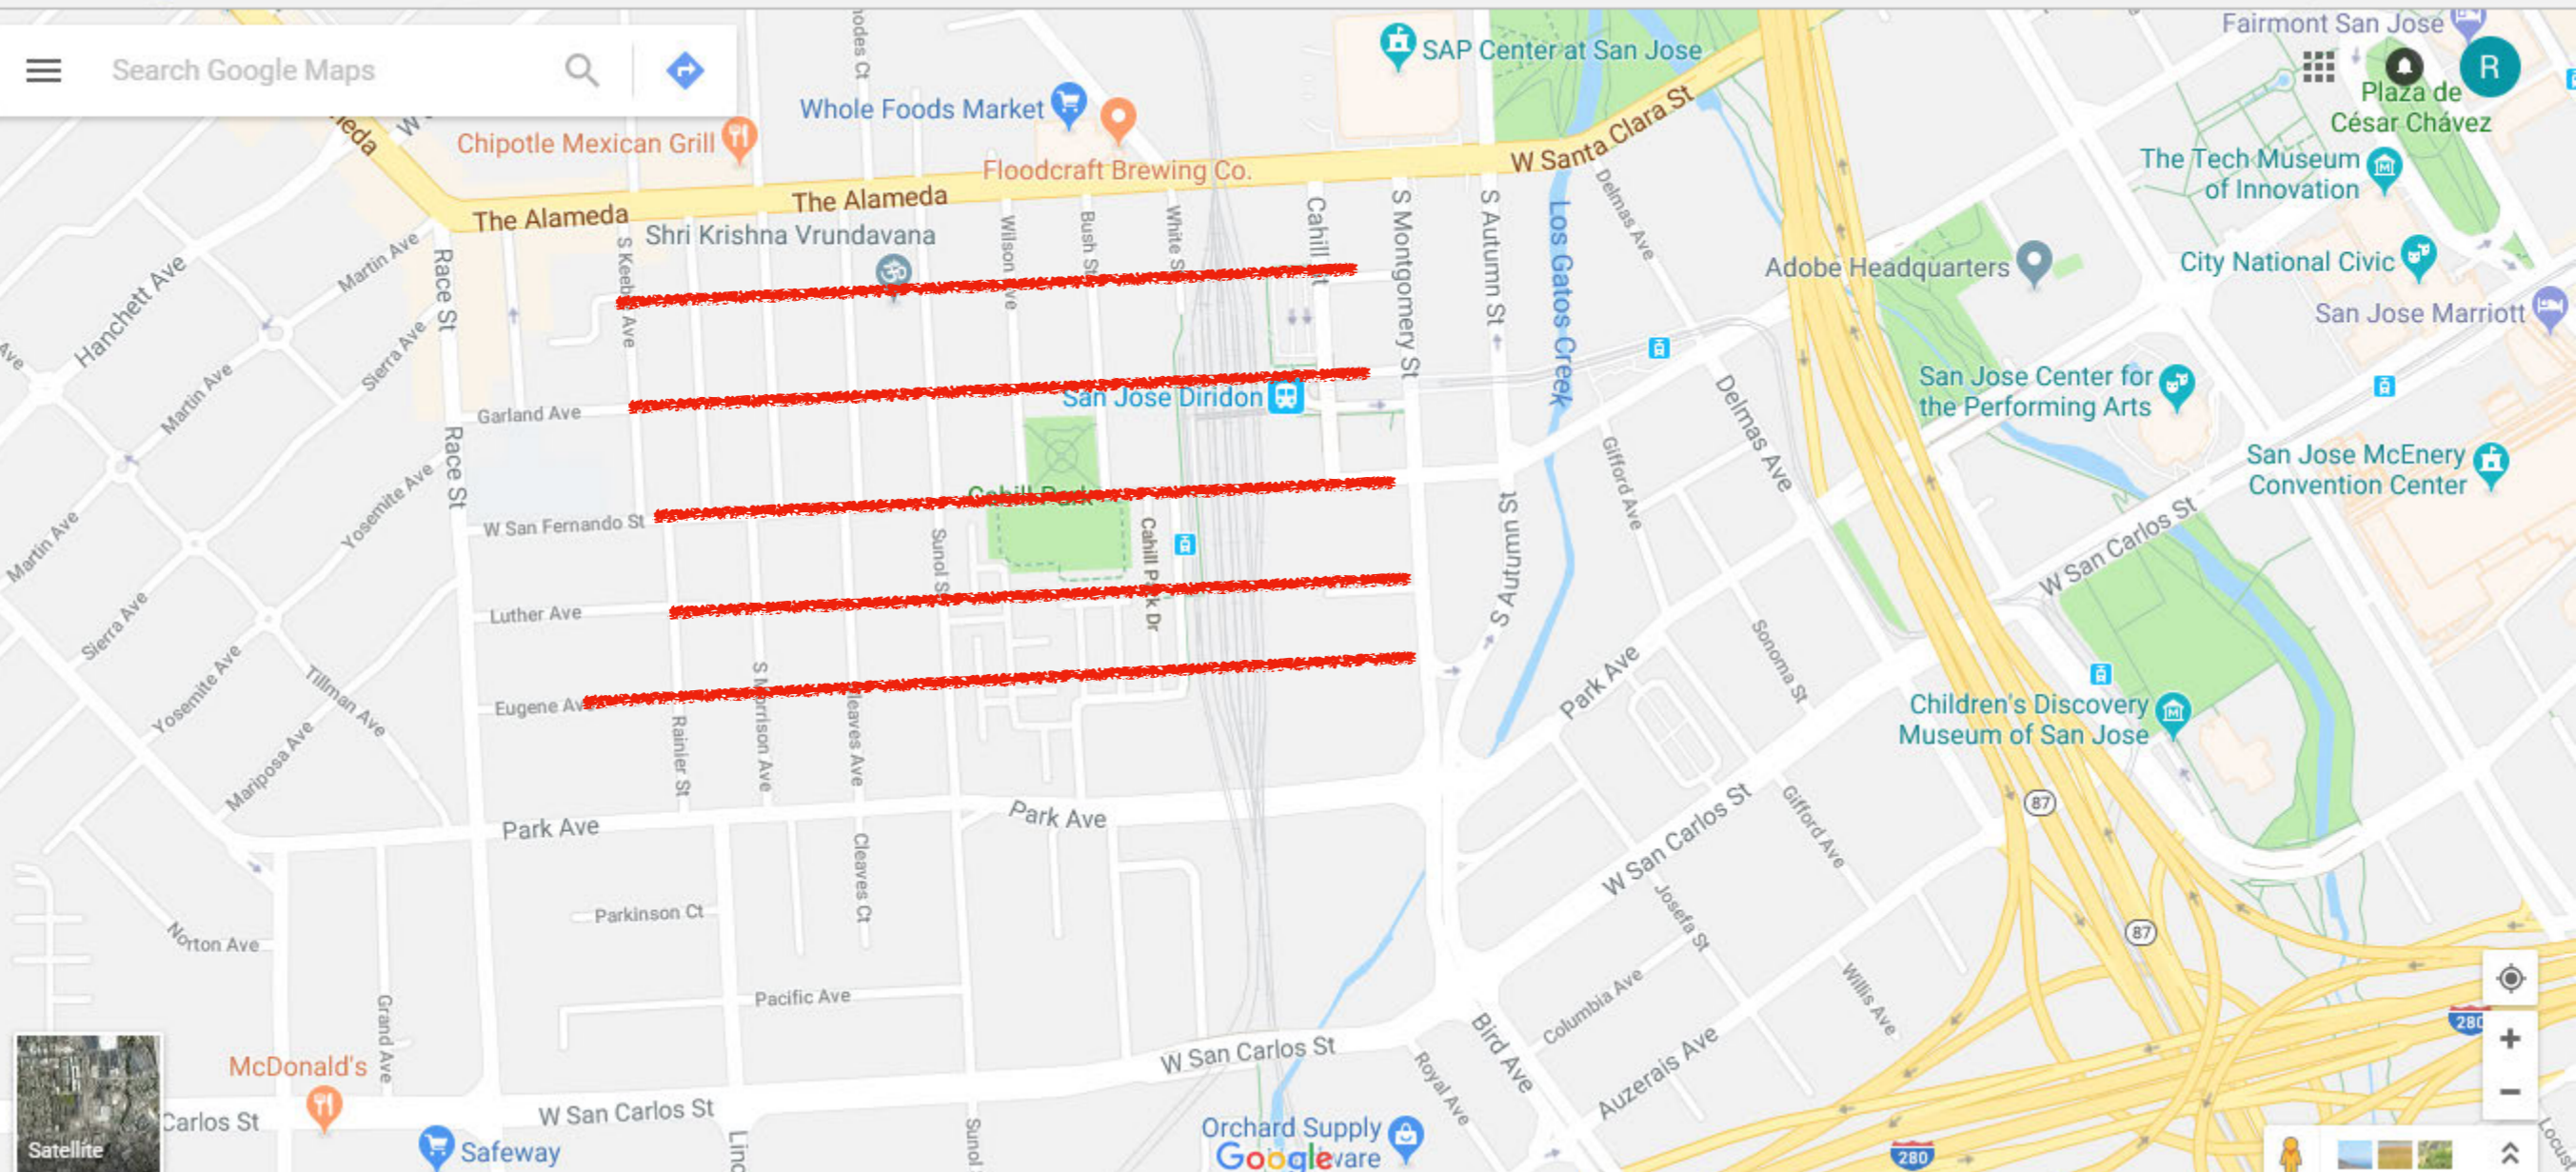 Search Google Maps
Fairmont San Jose
R
SAP Center at San Jose
Plaza de
César Chávez
Whole Foods Market
Chipotle Mexican Grill
Floodcraft Brewing Co.
W Santa Clara St
The Tech Museum
of Innovation
The Alameda
The Alameda
Shri Krishna Vrundavana
Martin Ave
Race St
Hanchett Ave
Wilson Ave
Bush St
White St
Cahill St
S Montgomery St
S Autumn St
Los Gatos Creek
Delmas Ave
Adobe Headquarters
City National Civic
San Jose Marriott
S Keeble Ave
Sierra Ave
Martin Ave
Garland Ave
San Jose Diridon
Delmas Ave
San Jose Center for
the Performing Arts
Race St
Yosemite Ave
Gifford Ave
San Jose McEnery
Convention Center
Cahill Park
W San Fernando St
Martin Ave
Sunol St
Cahill Park Dr
S Autumn St
W San Carlos St
Luther Ave
Sierra Ave
Yosemite Ave
Tillman Ave
Mariposa Ave
Eugene Ave
Rainier St
S Morrison Ave
Cleaves Ave
Park Ave
Sonoma St
Children's Discovery
Museum of San Jose
Park Ave
Park Ave
W San Carlos St
Gifford Ave
87
Cleaves Ct
Parkinson Ct
Norton Ave
Josefa St
87
Pacific Ave
Grand Ave
Columbia Ave
Willis Ave
Bird Ave
280
McDonald's
W San Carlos St
Royal Ave
Auzerais Ave
Carlos St
W San Carlos St
Satellite
Safeway
Sunol
Orchard Supply
Google
280